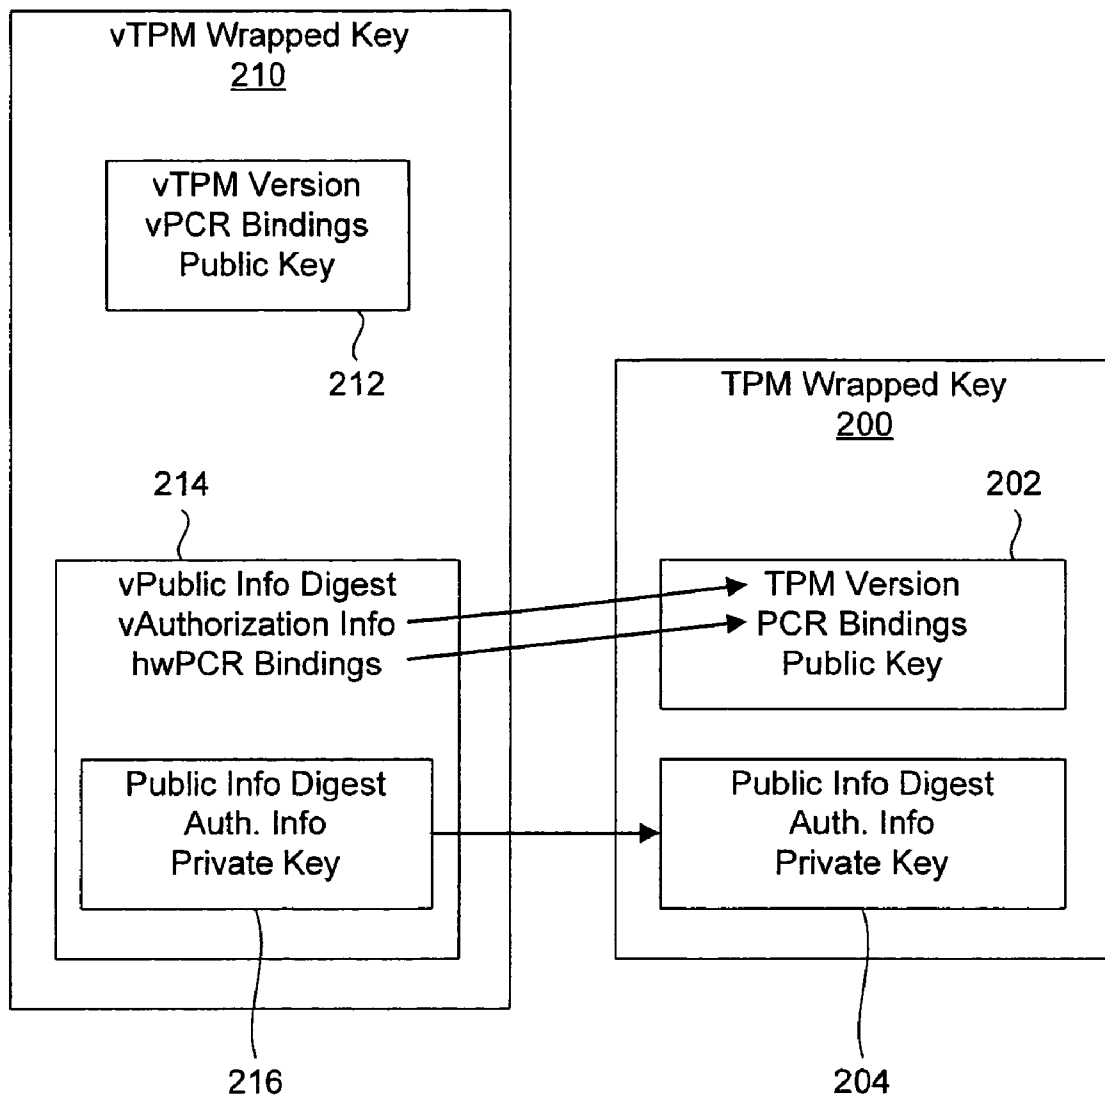 vTPM Wrapped Key
210
vTPM Version
vPCR Bindings
Public Key
212
214
vPublic Info Digest
vAuthorization Info
hwPCR Bindings
Public Info Digest
Auth. Info
Private Key
216
TPM Wrapped Key
200
202
TPM Version
PCR Bindings
Public Key
Public Info Digest
Auth. Info
Private Key
204